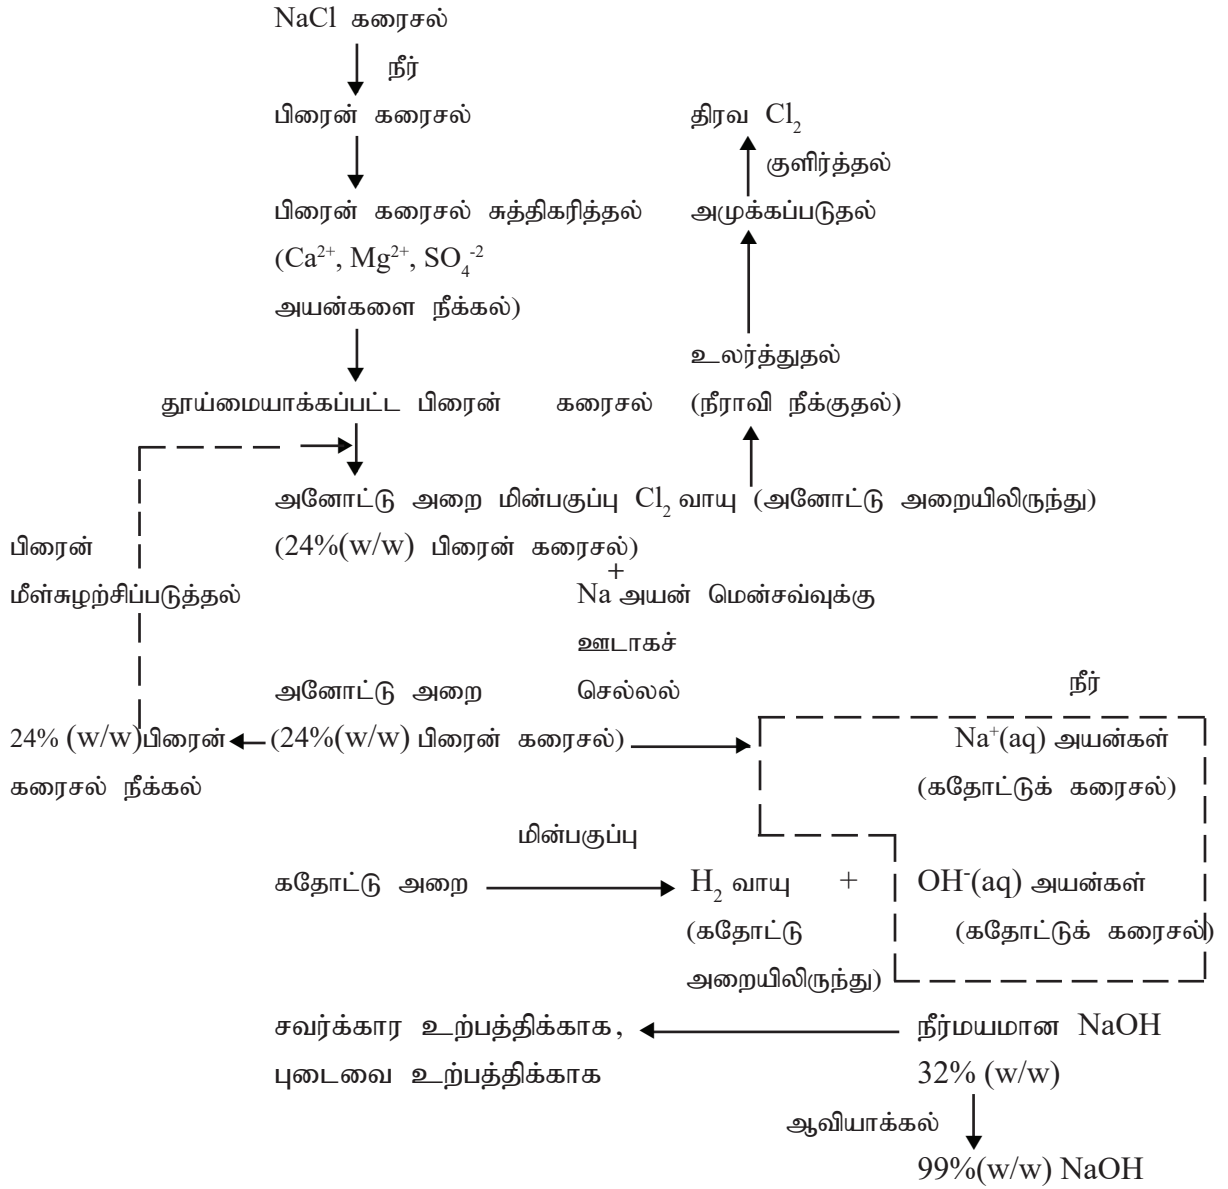 NaCl கரைசல்
நீர்
பிரைன் கரைசல்
திரவ Cl₂
குளிர்த்தல்
பிரைன் கரைசல் சுத்திகரித்தல்
அமுக்கப்படுதல்
(Ca²⁺, Mg²⁺, SO₄⁻²
அயன்களை நீக்கல்)
உலர்த்துதல்
தூய்மையாக்கப்பட்ட பிரைன் கரைசல்
(நீராவி நீக்குதல்)
அனோட்டு அறை மின்பகுப்பு Cl₂ வாயு (அனோட்டு அறையிலிருந்து)
(24%(w/w) பிரைன் கரைசல்)
பிரைன்
மீள்சுழற்சிப்படுத்தல்
Na⁺ அயன் மென்சவ்வுக்கு
ஊடாகச்
செல்லல்
அனோட்டு அறை
நீர்
24% (w/w)பிரைன்
கரைசல் நீக்கல்
(24%(w/w) பிரைன் கரைசல்)
Na⁺(aq) அயன்கள்
(கதோட்டுக் கரைசல்)
மின்பகுப்பு
கதோட்டு அறை
H₂ வாயு + OH⁻(aq) அயன்கள்
(கதோட்டு
அறையிலிருந்து)
(கதோட்டுக் கரைசல்)
சவர்க்கார உற்பத்திக்காக,
புடைவை உற்பத்திக்காக
நீர்மயமான NaOH
32% (w/w)
ஆவியாக்கல்
99%(w/w) NaOH